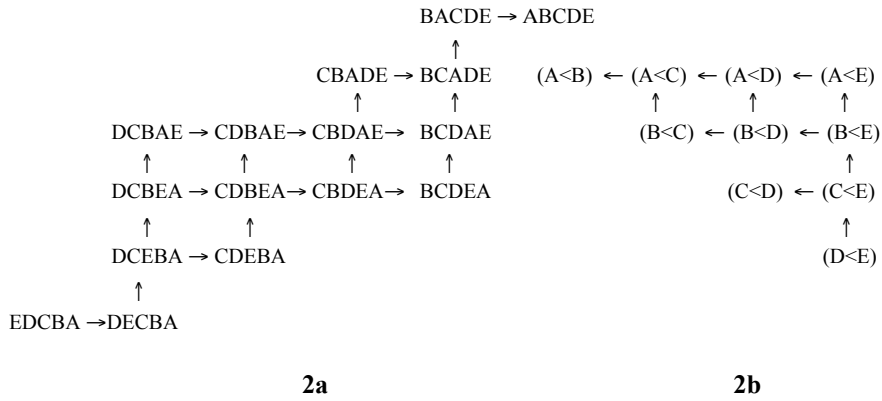 BACDE → ABCDE
↑
CBADE → BCADE (A<B) ← (A<C) ← (A<D) ← (A<E)
↑ ↑ ↑ ↑ ↑
DCBAE → CDBAE → CBDAE → BCDAE (B<C) ← (B<D) ← (B<E)
↑ ↑ ↑ ↑ ↑
DCBEA → CDBEA → CBDEA → BCDEA (C<D) ← (C<E)
↑ ↑ ↑
DCEBA → CDEBA (D<E)
↑
EDCBA → DECBA
2a 2b